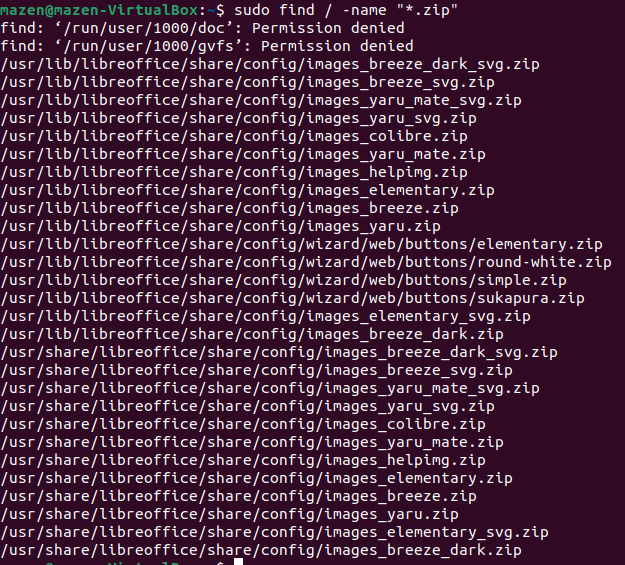 mazen@mazen-VirtualBox:~$ sudo find / -name "*.zip"
find: ‘/run/user/1000/doc’: Permission denied
find: ‘/run/user/1000/gvfs’: Permission denied
/usr/lib/libreoffice/share/config/images_breeze_dark_svg.zip
/usr/lib/libreoffice/share/config/images_breeze_svg.zip
/usr/lib/libreoffice/share/config/images_yaru_mate_svg.zip
/usr/lib/libreoffice/share/config/images_yaru_svg.zip
/usr/lib/libreoffice/share/config/images_colibre.zip
/usr/lib/libreoffice/share/config/images_yaru_mate.zip
/usr/lib/libreoffice/share/config/images_helpimg.zip
/usr/lib/libreoffice/share/config/images_elementary.zip
/usr/lib/libreoffice/share/config/images_breeze.zip
/usr/lib/libreoffice/share/config/images_yaru.zip
/usr/lib/libreoffice/share/config/wizard/web/buttons/elementary.zip
/usr/lib/libreoffice/share/config/wizard/web/buttons/round-white.zip
/usr/lib/libreoffice/share/config/wizard/web/buttons/simple.zip
/usr/lib/libreoffice/share/config/wizard/web/buttons/sukapura.zip
/usr/lib/libreoffice/share/config/images_elementary_svg.zip
/usr/lib/libreoffice/share/config/images_breeze_dark.zip
/usr/share/libreoffice/share/config/images_breeze_dark_svg.zip
/usr/share/libreoffice/share/config/images_breeze_svg.zip
/usr/share/libreoffice/share/config/images_yaru_mate_svg.zip
/usr/share/libreoffice/share/config/images_yaru_svg.zip
/usr/share/libreoffice/share/config/images_colibre.zip
/usr/share/libreoffice/share/config/images_yaru_mate.zip
/usr/share/libreoffice/share/config/images_helpimg.zip
/usr/share/libreoffice/share/config/images_elementary.zip
/usr/share/libreoffice/share/config/images_breeze.zip
/usr/share/libreoffice/share/config/images_yaru.zip
/usr/share/libreoffice/share/config/images_elementary_svg.zip
/usr/share/libreoffice/share/config/images_breeze_dark.zip
mazen@mazen-VirtualBox:~$